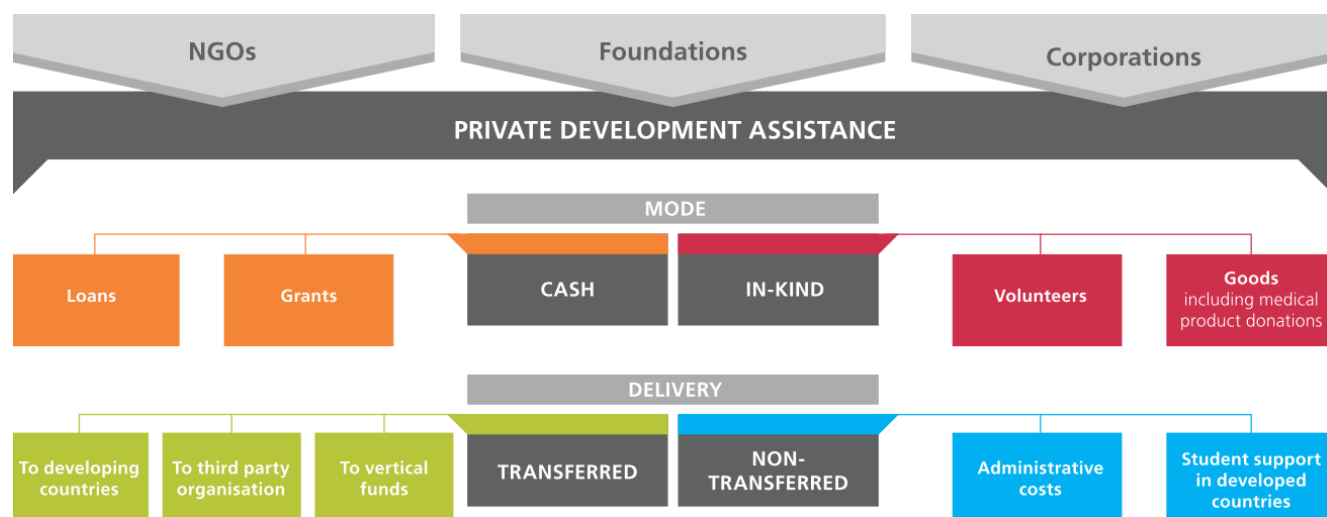 NGOs
Foundations
Corporations
PRIVATE DEVELOPMENT ASSISTANCE
MODE
Loans
Grants
CASH
IN-KIND
Volunteers
Goods
including medical
product donations
DELIVERY
To developing
countries
To third party
organisation
To vertical
funds
TRANSFERRED
NON-
TRANSFERRED
Administrative
costs
Student support
in developed
countries